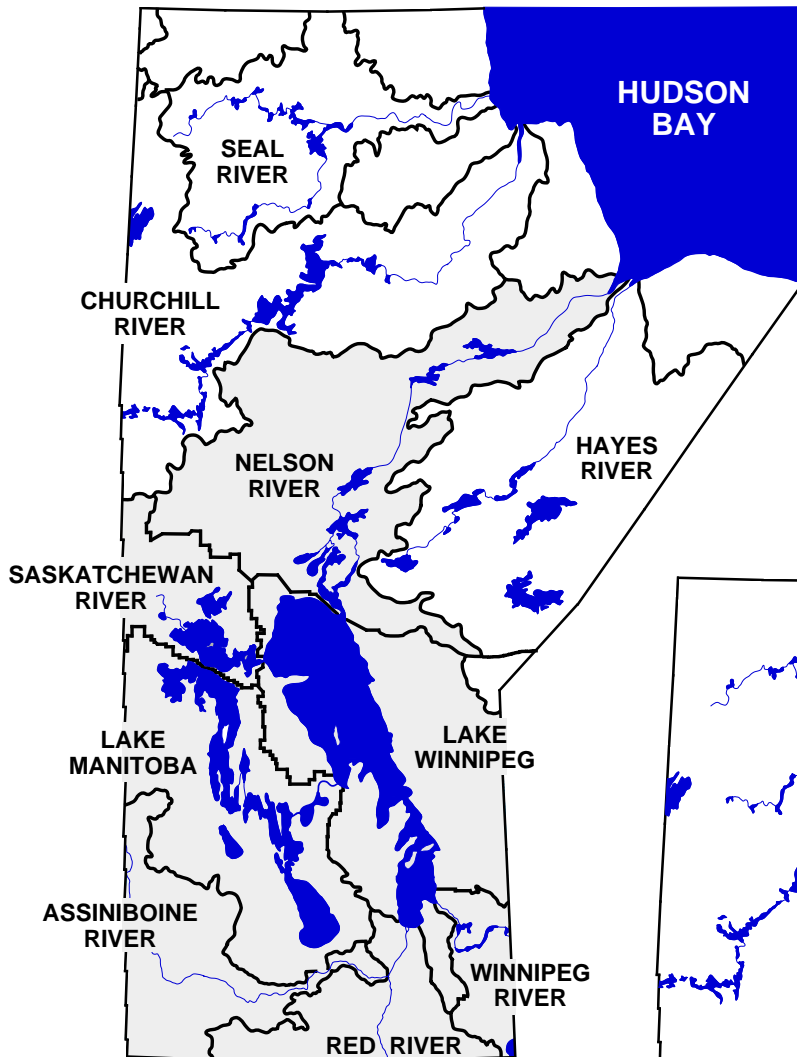 HUDSON
BAY
SEAL
RIVER
CHURCHILL
RIVER
NELSON
RIVER
HAYES
RIVER
SASKATCHEWAN
RIVER
LAKE
MANITOBA
LAKE
WINNIPEG
ASSINIBOINE
RIVER
WINNIPEG
RIVER
RED RIVER